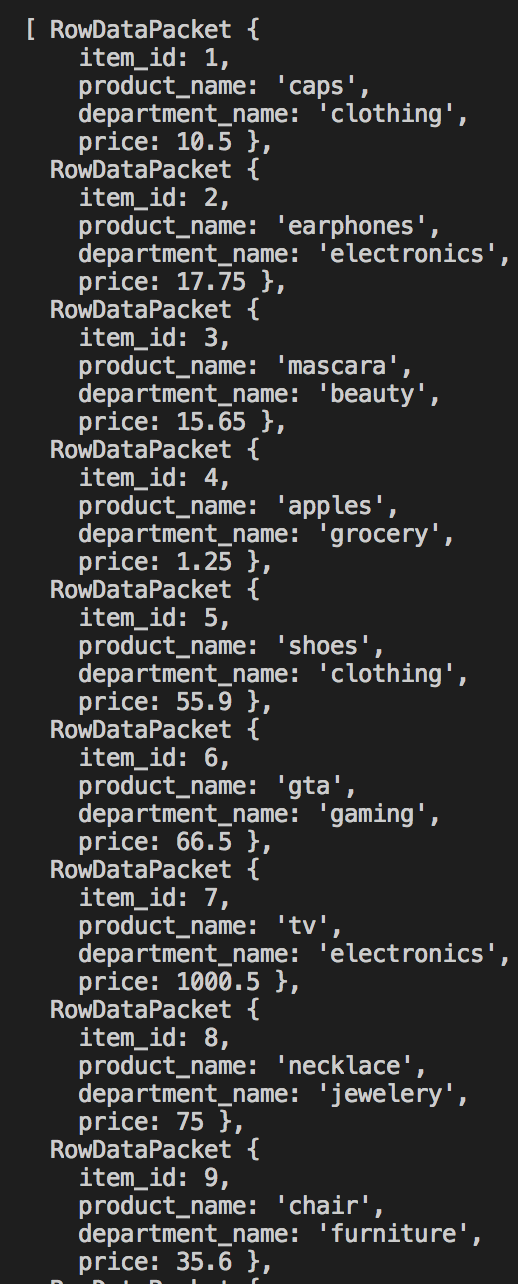 [ RowDataPacket {
item_id: 1,
product_name: 'caps',
department_name: 'clothing',
price: 10.5 },
RowDataPacket {
item_id: 2,
product_name: 'earphones',
department_name: 'electronics',
price: 17.75 },
RowDataPacket {
item_id: 3,
product_name: 'mascara',
department_name: 'beauty',
price: 15.65 },
RowDataPacket {
item_id: 4,
product_name: 'apples',
department_name: 'grocery',
price: 1.25 },
RowDataPacket {
item_id: 5,
product_name: 'shoes',
department_name: 'clothing',
price: 55.9 },
RowDataPacket {
item_id: 6,
product_name: 'gta',
department_name: 'gaming',
price: 66.5 },
RowDataPacket {
item_id: 7,
product_name: 'tv',
department_name: 'electronics',
price: 1000.5 },
RowDataPacket {
item_id: 8,
product_name: 'necklace',
department_name: 'jewelery',
price: 75 },
RowDataPacket {
item_id: 9,
product_name: 'chair',
department_name: 'furniture',
price: 35.6 },
RowDataPacket {